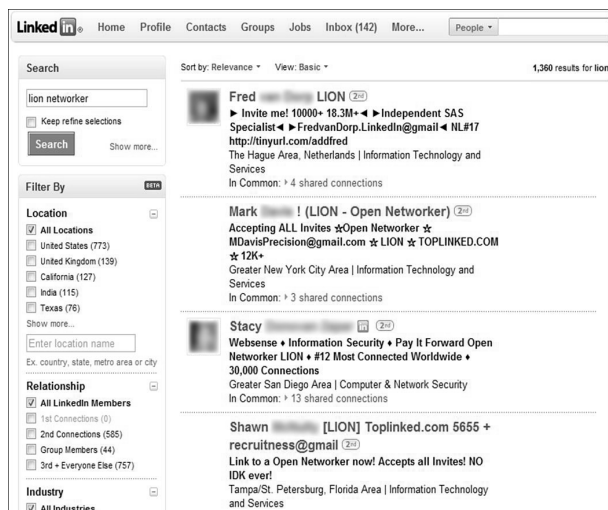 Linked in ® Home Profile Contacts Groups Jobs Inbox (142) More... People
Search
lion networker
Keep refine selections
Search Show more...
Filter By BETA
Location
All Locations
United States (773)
United Kingdom (139)
California (127)
India (115)
Texas (76)
Show more...
Enter location name
Ex. country, state, metro area or city
Relationship
All LinkedIn Members
1st Connections (0)
2nd Connections (585)
Group Members (44)
3rd + Everyone Else (757)
Industry
All Industries
Sort by: Relevance View: Basic 1,360 results for lion
Fred LION 2nd
► Invite me! 10000+ 18.3M+◄ ►Independent SAS
Specialist◄ ►FredvanDorp.LinkedIn@gmail◄ NL#17
http://tinyurl.com/addfred
The Hague Area, Netherlands | Information Technology and
Services
In Common: 4 shared connections
Mark ! (LION - Open Networker) 2nd
Accepting ALL Invites ☆Open Networker ☆
MDavisPrecision@gmail.com ☆ LION ☆ TOPLINKED.COM
☆ 12K+
Greater New York City Area | Information Technology and
Services
In Common: 3 shared connections
Stacy in 2nd
Websense ♦ Information Security ♦ Pay It Forward Open
Networker LION ♦ #12 Most Connected Worldwide ♦
30,000 Connections
Greater San Diego Area | Computer & Network Security
In Common: 13 shared connections
Shawn [LION] Toplinked.com 5655 +
recruitness@gmail 2nd
Link to a Open Networker now! Accepts all Invites! NO
IDK ever!
Tampa/St. Petersburg, Florida Area | Information Technology
and Services